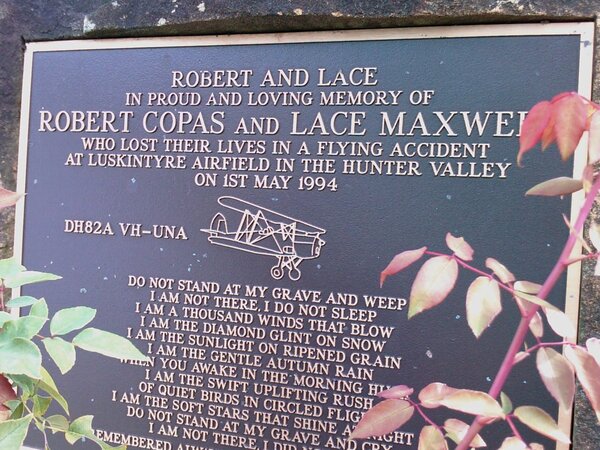 ROBERT AND LACE
IN PROUD AND LOVING MEMORY OF
ROBERT COPAS AND LACE MAXWEL
WHO LOST THEIR LIVES IN A FLYING ACCIDENT
AT LUSKINTYRE AIRFIELD IN THE HUNTER VALLEY
ON 1ST MAY 1994
DH82A VH-UNA
DO NOT STAND AT MY GRAVE AND WEEP
I AM NOT THERE, I DO NOT SLEEP
I AM A THOUSAND WINDS THAT BLOW
I AM THE DIAMOND GLINT ON SNOW
I AM THE SUNLIGHT ON RIPENED GRAIN
I AM THE GENTLE AUTUMN RAIN
WHEN YOU AWAKE IN THE MORNING
I AM THE SWIFT UPLIFTING RUSH
OF QUIET BIRDS IN CIRCLED
I AM THE SOFT STARS THAT SHINE AT NIGHT
DO NOT STAND AT MY GRAVE AND CRY
I AM NOT THERE, I DID
REMEMBERED